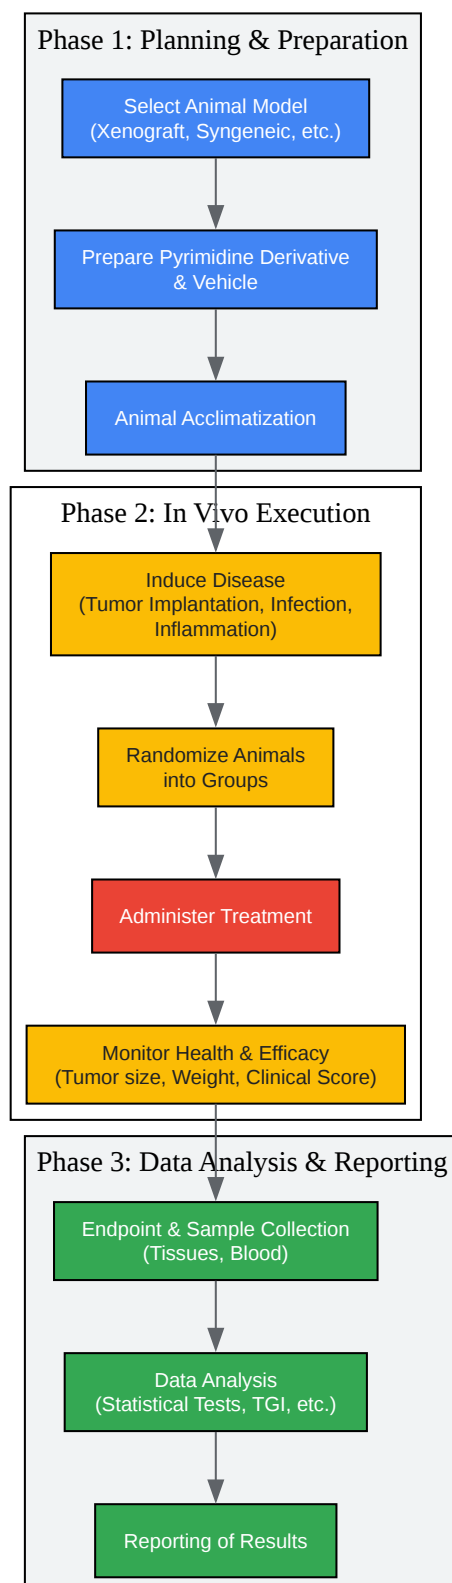 Phase 1: Planning & Preparation
Select Animal Model
(Xenograft, Syngeneic, etc.)
Prepare Pyrimidine Derivative
& Vehicle
Animal Acclimatization
Phase 2: In Vivo Execution
Induce Disease
(Tumor Implantation, Infection,
Inflammation)
Randomize Animals
into Groups
Administer Treatment
Monitor Health & Efficacy
(Tumor size, Weight, Clinical Score)
Phase 3: Data Analysis & Reporting
Endpoint & Sample Collection
(Tissues, Blood)
Data Analysis
(Statistical Tests, TGI, etc.)
Reporting of Results